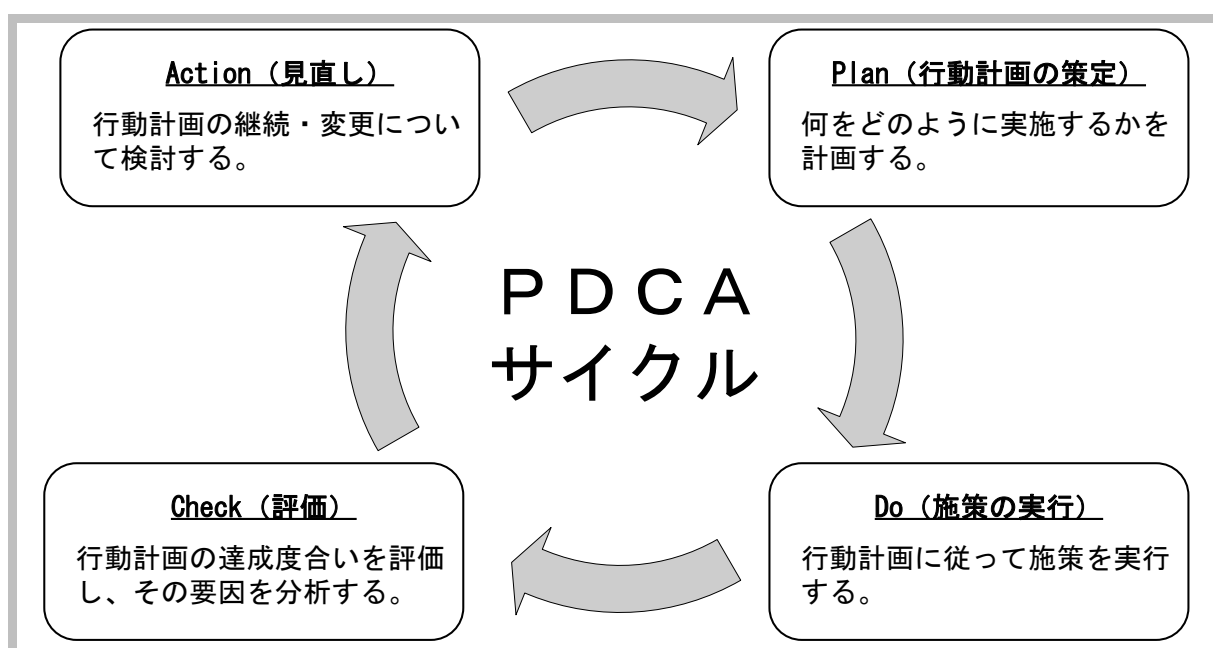 Action（見直し）
行動計画の継続・変更につい
て検討する。
Plan（行動計画の策定）
何をどのように実施するかを
計画する。
ＰＤＣＡ
サイクル
Check（評価）
行動計画の達成度合いを評価
し、その要因を分析する。
Do（施策の実行）
行動計画に従って施策を実行
する。